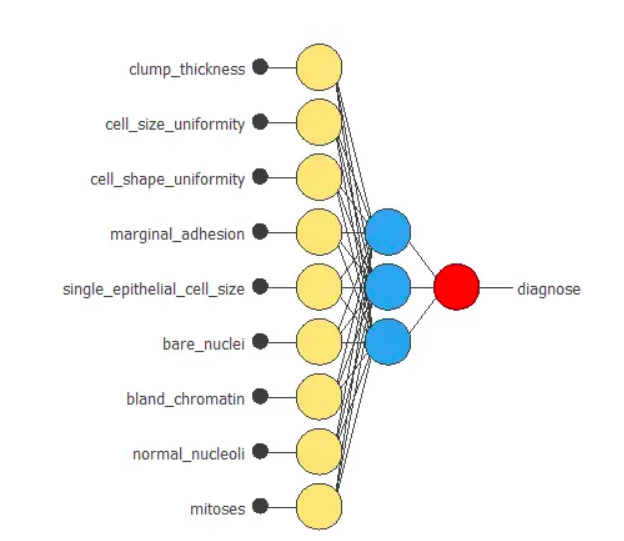 clump_thickness
cell_size_uniformity
cell_shape_uniformity
marginal_adhesion
single_epithelial_cell_size
diagnose
bare_nuclei
bland_chromatin
normal_nucleoli
mitoses